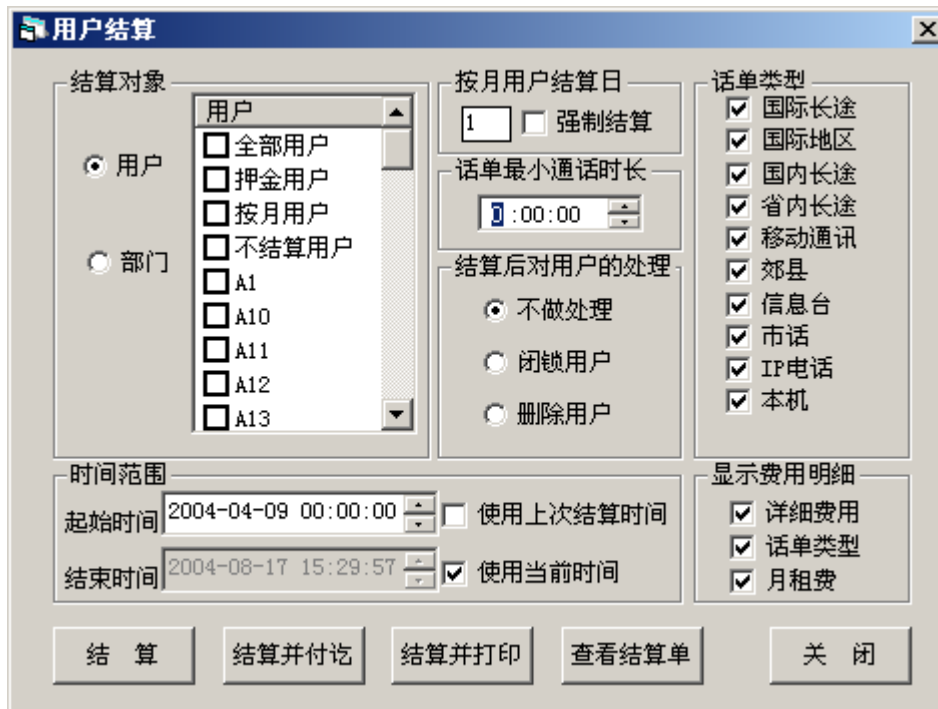 用户结算
结算对象
用户
部门
用户
全部用户
押金用户
按月用户
不结算用户
A1
A10
A11
A12
A13
按月用户结算日
1 强制结算
话单最小通话时长
0:00:00
结算后对用户的处理
不做处理
闭锁用户
删除用户
话单类型
国际长途
国际地区
国内长途
省内长途
移动通讯
郊县
信息台
市话
IP电话
本机
时间范围
起始时间 2004-04-09 00:00:00 使用上次结算时间
结束时间 2004-08-17 15:29:57 使用当前时间
显示费用明细
详细费用
话单类型
月租费
结 算 结算并付讫 结算并打印 查看结算单 关 闭